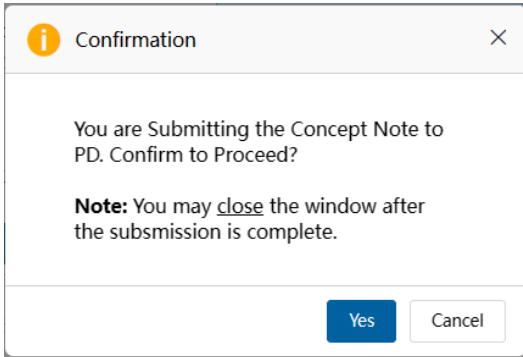 Confirmation
You are Submitting the Concept Note to
PD. Confirm to Proceed?
Note: You may close the window after
the subsmission is complete.
Yes Cancel